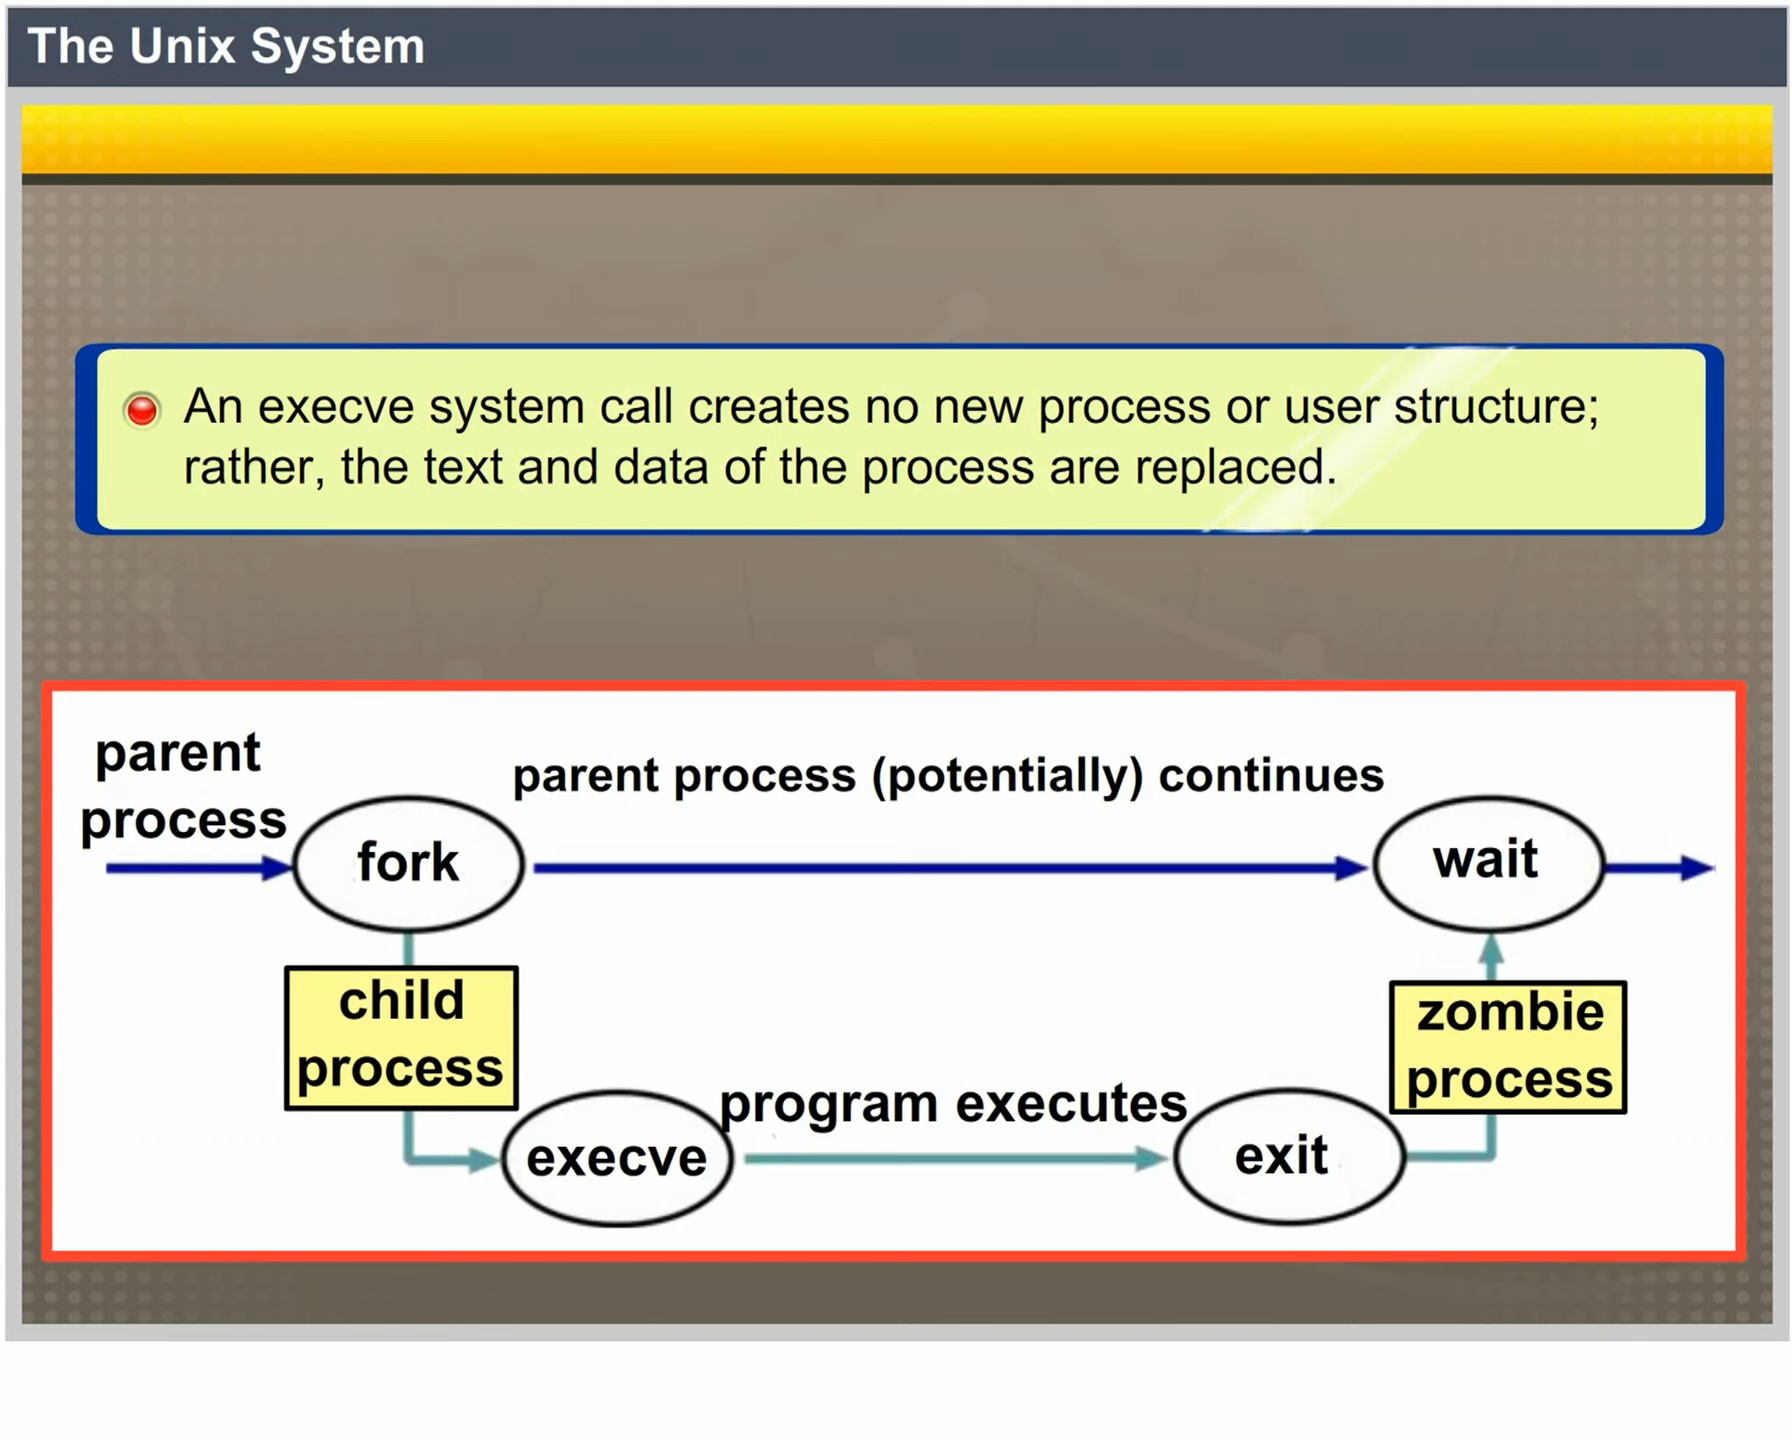 The Unix System
An execve system call creates no new process or user structure;
rather, the text and data of the process are replaced.
parent
process
parent process (potentially) continues
fork
wait
child
process
zombie
process
program executes
execve
exit